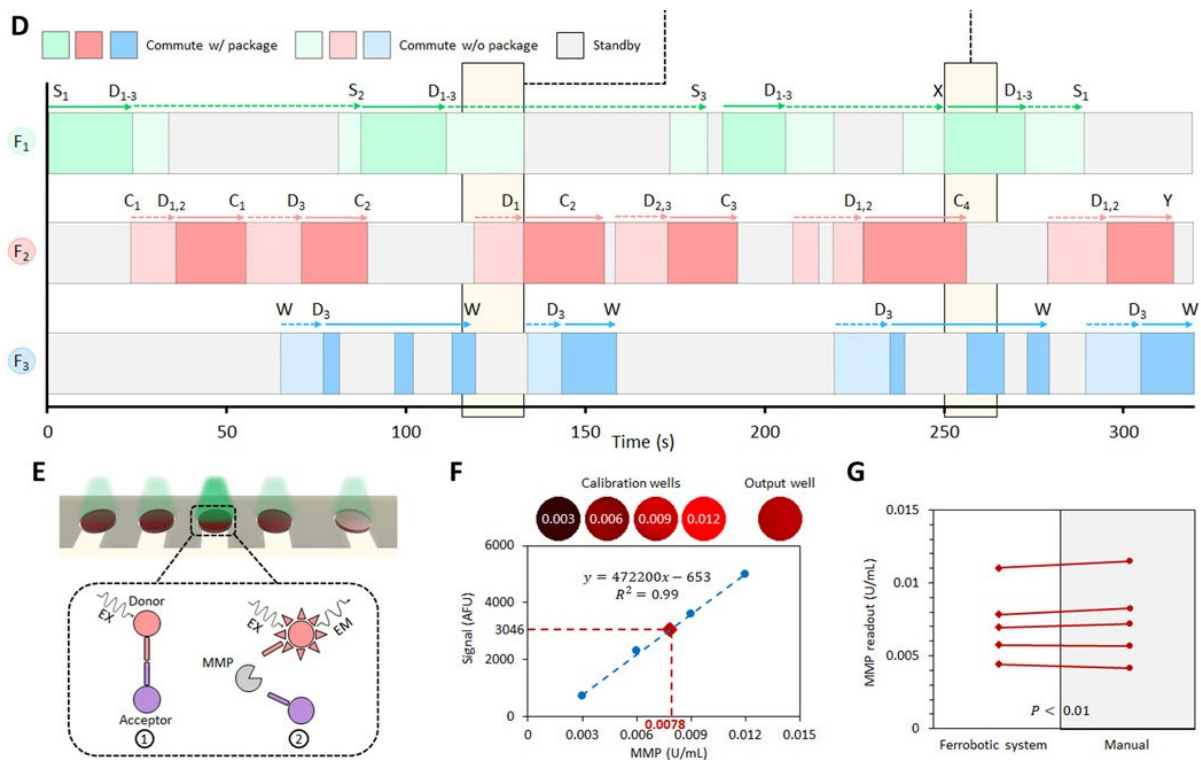 D
Commute w/ package
Commute w/o package
Standby
S1 D1-3 S2 D1-3 S3 D1-3 X D1-3 S1
F1
C1 D1,2 C1 D3 C2 D1 C2 D2,3 C3 D1,2 C4 D1,2 Y
F2
W D3 W D3 W D3 W D3 W
F3
0 50 100 150 200 250 300
Time (s)
E
Donor
EX
EX
EM
MMP
Acceptor
1
2
F
Calibration wells
Output well
0.003 0.006 0.009 0.012
6000
y = 472200x − 653
R² = 0.99
4000
3046
2000
0
Signal (AFU)
0.0078
0 0.003 0.006 0.009 0.012 0.015
MMP (U/mL)
G
0.015
0.01
0.005
0
MMP readout (U/mL)
P < 0.01
Ferrobotic system
Manual